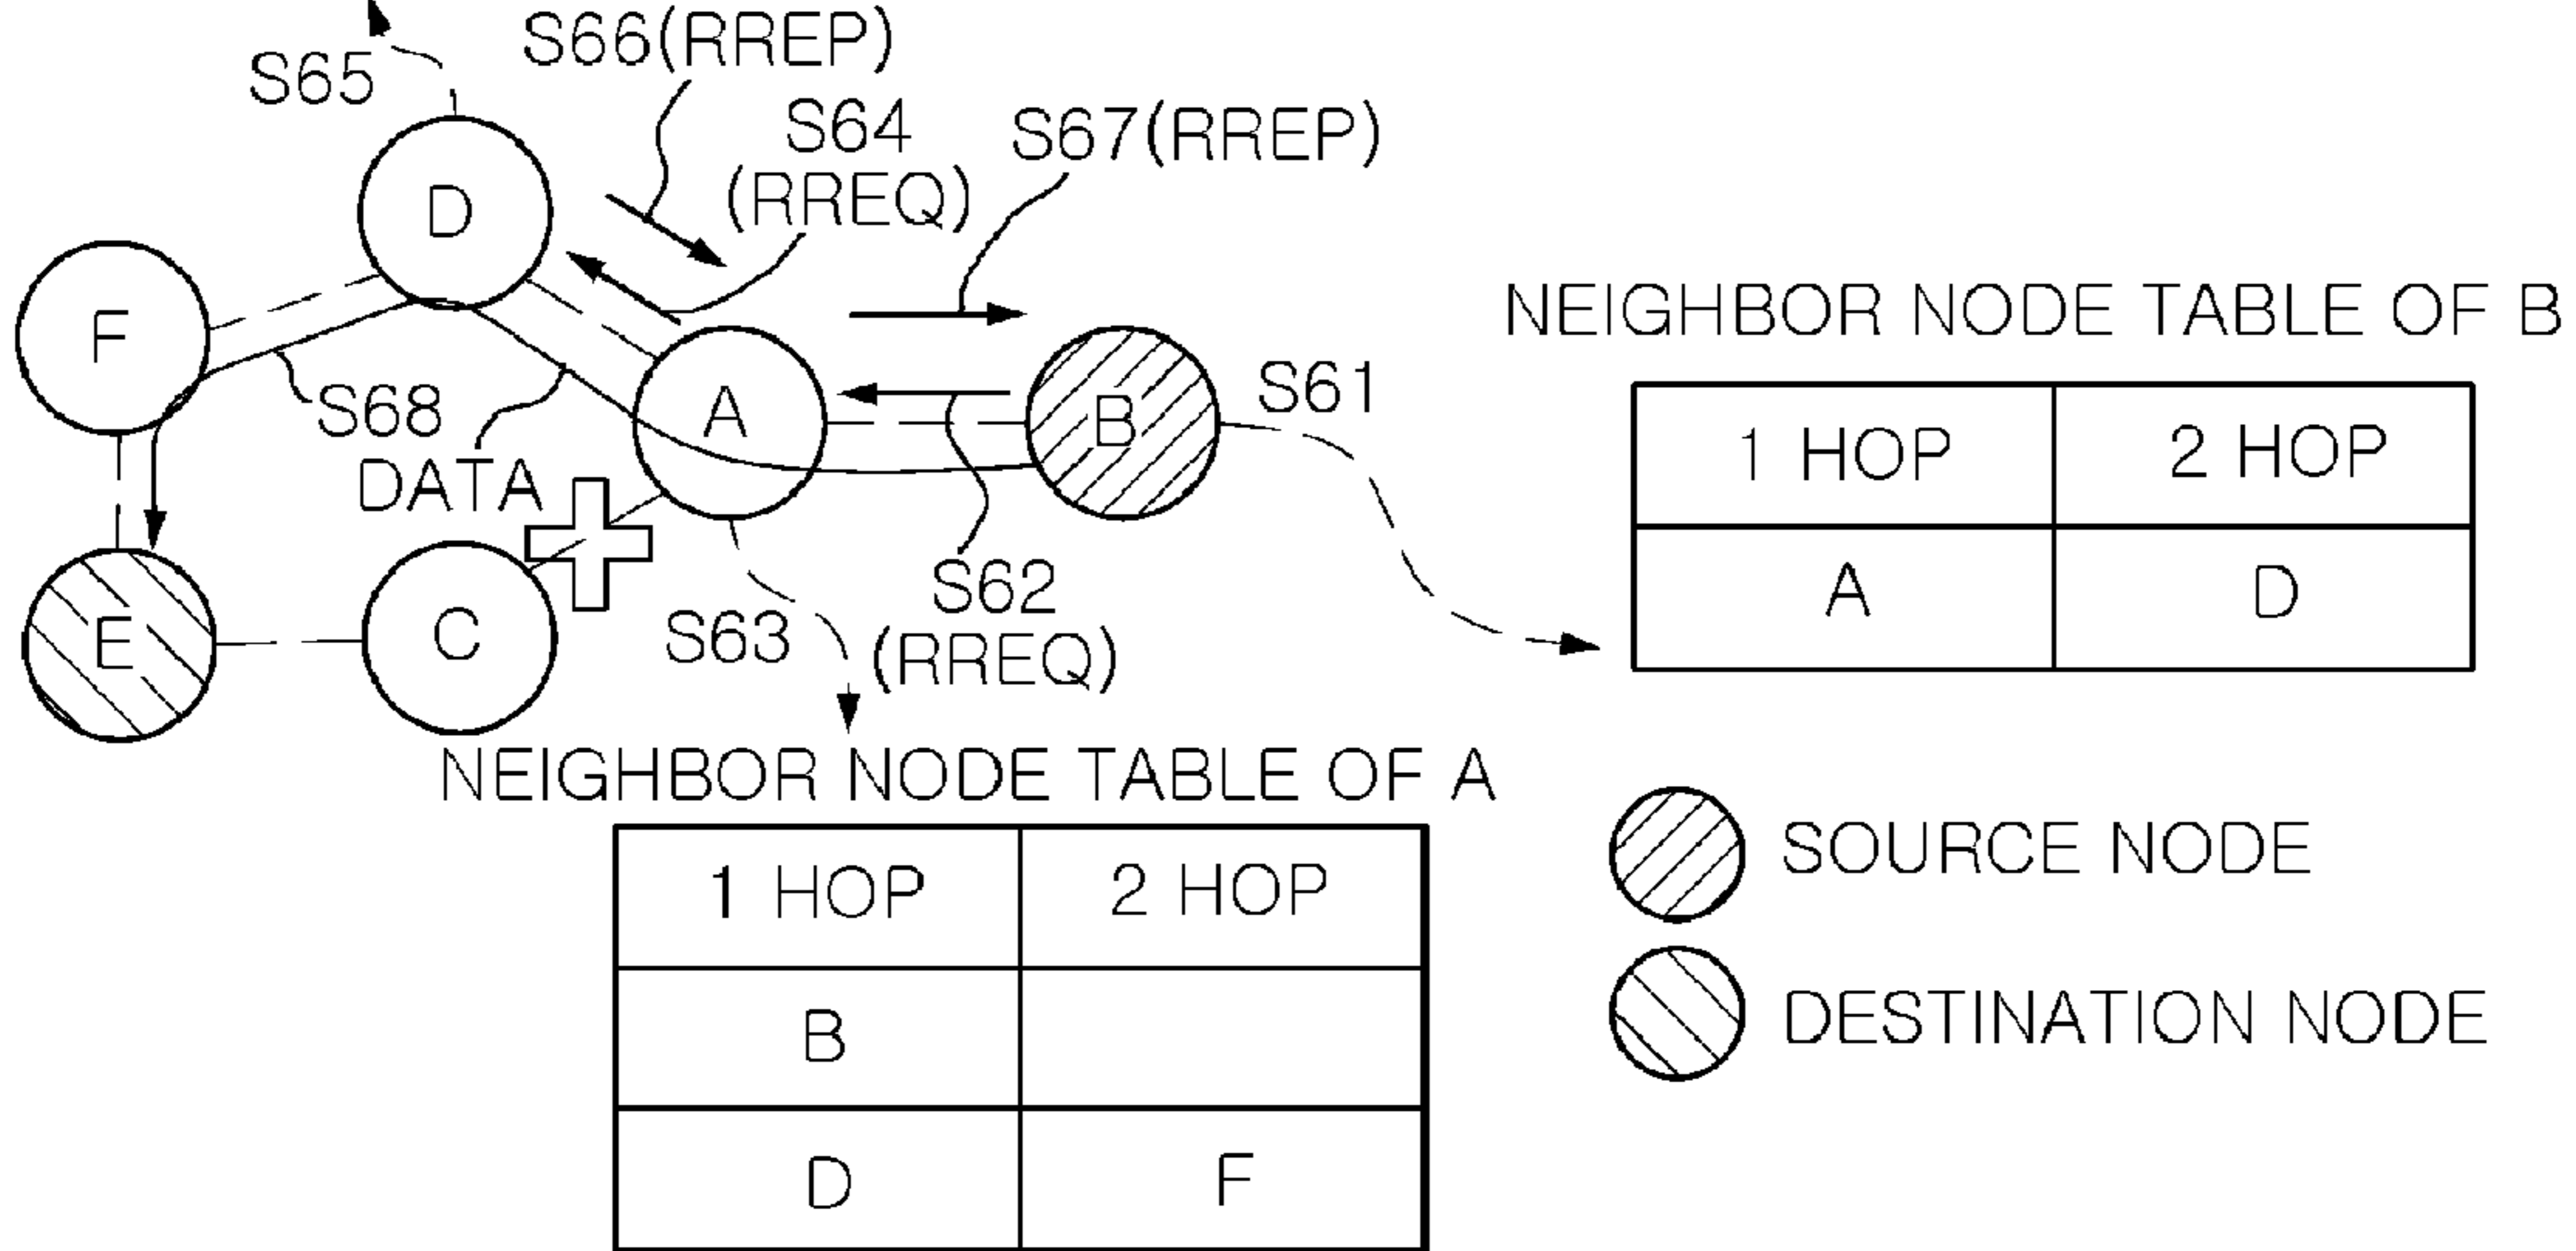 S66(RREP)
S65
S64
(RREQ)
S67(RREP)
D
F
A
B
S61
S68
DATA
E
C
S63
S62
(RREQ)
NEIGHBOR NODE TABLE OF B
1 HOP 2 HOP
A D
NEIGHBOR NODE TABLE OF A
1 HOP 2 HOP
B
D F
SOURCE NODE
DESTINATION NODE